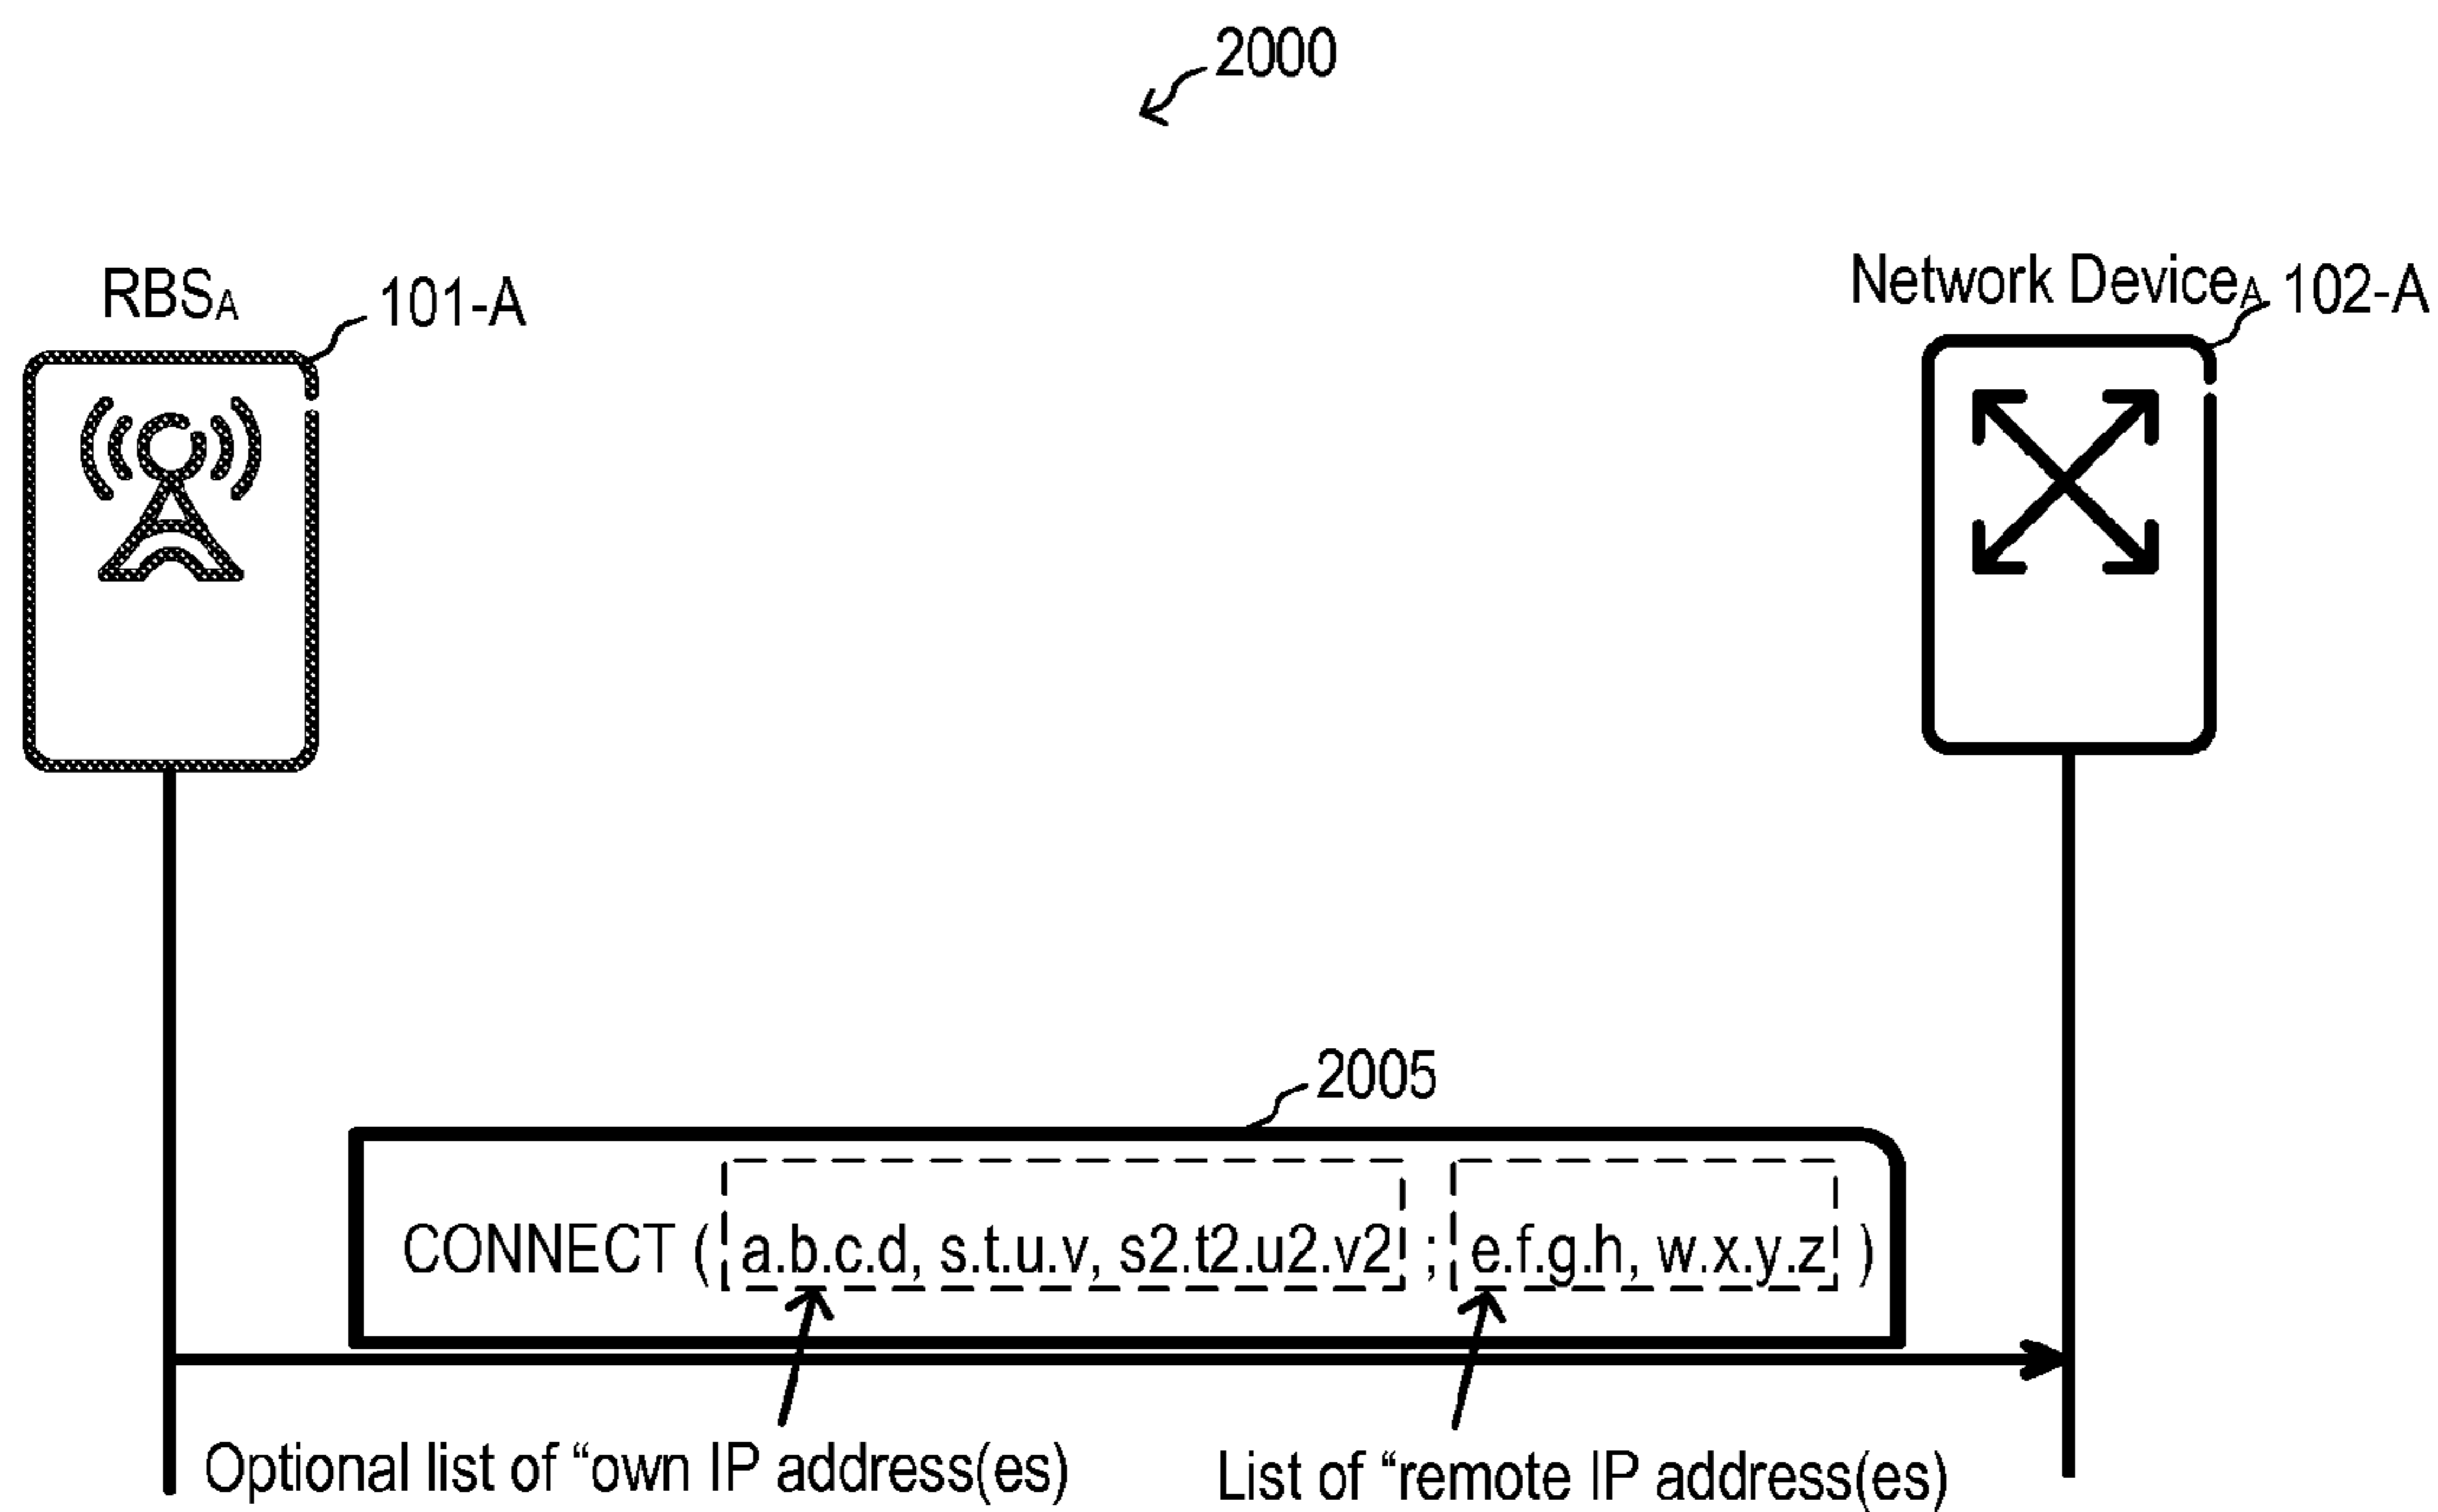 2000
RBSA
101-A
Network DeviceA
102-A
2005
CONNECT ( a.b.c.d, s.t.u.v, s2.t2.u2.v2 ; e.f.g.h, w.x.y.z )
Optional list of “own IP address(es)
List of “remote IP address(es)